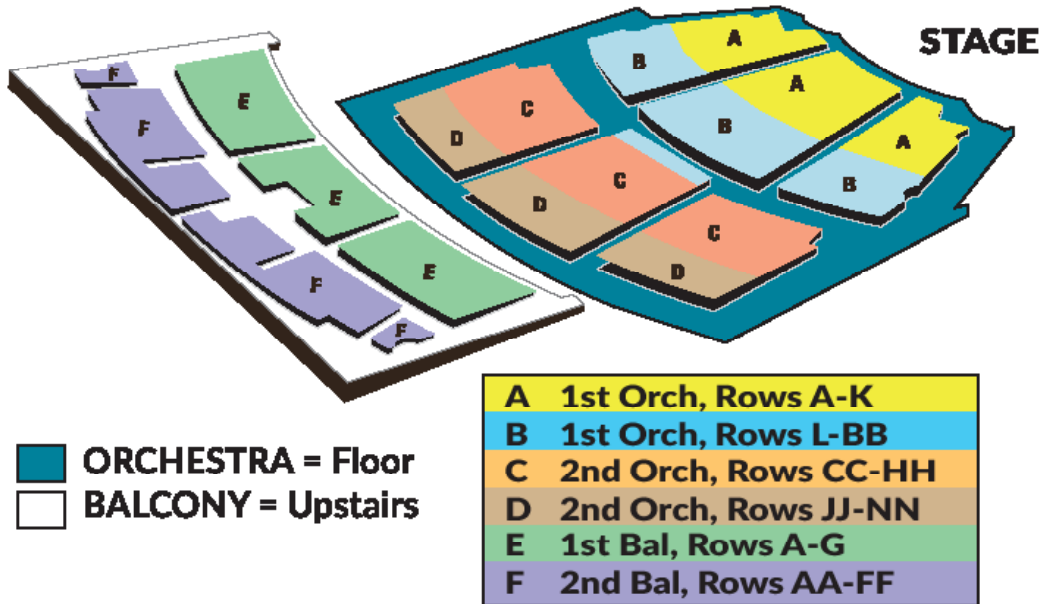 STAGE
A
B
A
C
B
A
D
C
B
D
C
D
F
E
F
E
E
F
F
A 1st Orch, Rows A-K
B 1st Orch, Rows L-BB
C 2nd Orch, Rows CC-HH
D 2nd Orch, Rows JJ-NN
E 1st Bal, Rows A-G
F 2nd Bal, Rows AA-FF
ORCHESTRA = Floor
BALCONY = Upstairs